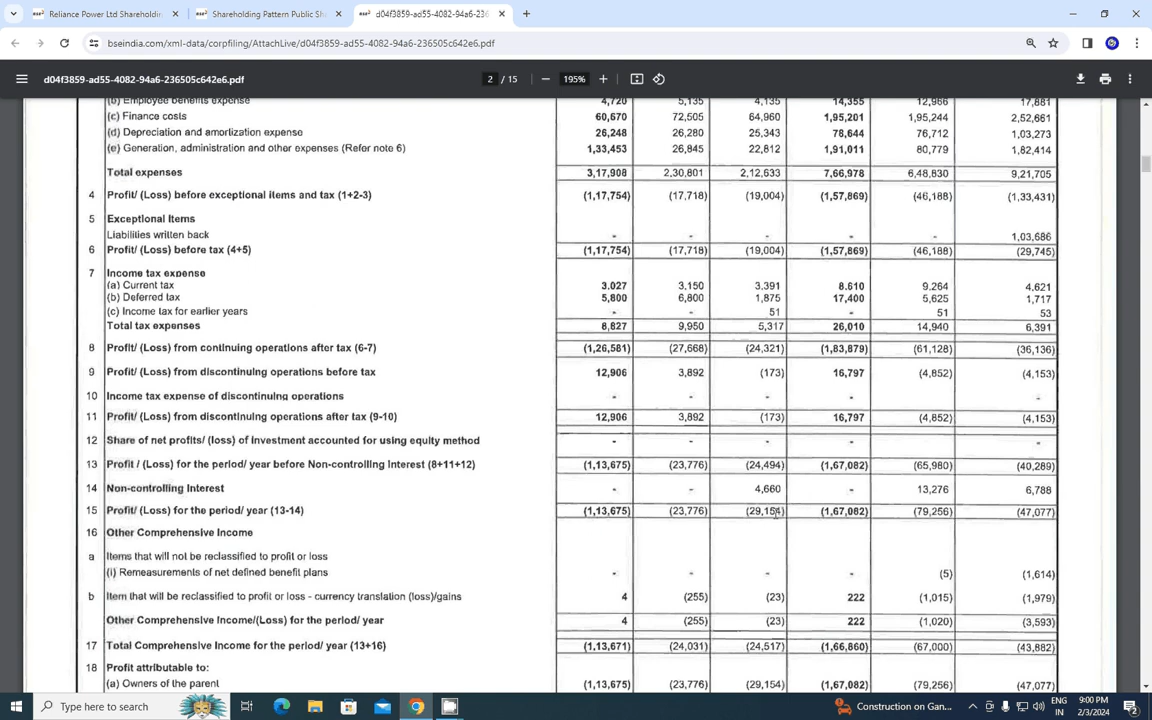 Reliance Power Ltd Shareholdin
Shareholding Pattern Public Sh
d04f3859-ad55-4082-94a6-236
bseindia.com/xml-data/corpfiling/AttachLive/d04f3859-ad55-4082-94a6-236505c642e6.pdf
d04f3859-ad55-4082-94a6-236505c642e6.pdf 2 / 15 195%
(b) Employee benefits expense 4,720 5,135 4,135 14,355 12,966 17,881
(c) Finance costs 60,670 72,505 64,960 1,95,201 1,95,244 2,52,661
(d) Depreciation and amortization expense 26,248 26,280 25,343 78,644 76,712 1,03,273
(e) Generation, administration and other expenses (Refer note 6) 1,33,453 26,845 22,812 1,91,011 80,779 1,82,414
Total expenses 3,17,908 2,30,801 2,12,633 7,66,978 6,48,830 9,21,705
4 Profit/ (Loss) before exceptional items and tax (1+2-3) (1,17,754) (17,718) (19,004) (1,57,869) (46,188) (1,33,431)
5 Exceptional Items
Liabilities written back - - - - - 1,03,686
6 Profit/ (Loss) before tax (4+5) (1,17,754) (17,718) (19,004) (1,57,869) (46,188) (29,745)
7 Income tax expense
(a) Current tax 3.027 3,150 3,391 8.610 9,264 4,621
(b) Deferred tax 5,800 6,800 1,875 17,400 5,625 1,717
(c) Income tax for earlier years - - 51 - 51 53
Total tax expenses 8,827 9,950 5,317 26,010 14,940 6,391
8 Profit/ (Loss) from continuing operations after tax (6-7) (1,26,581) (27,668) (24,321) (1,83,879) (61,128) (36,136)
9 Profit/ (Loss) from discontinuing operations before tax 12,906 3,892 (173) 16,797 (4,852) (4,153)
10 Income tax expense of discontinuing operations - - - - - -
11 Profit/ (Loss) from discontinuing operations after tax (9-10) 12,906 3,892 (173) 16,797 (4,852) (4,153)
12 Share of net profits/ (loss) of investment accounted for using equity method - - - - - -
13 Profit / (Loss) for the period/ year before Non-controlling Interest (8+11+12) (1,13,675) (23,776) (24,494) (1,67,082) (65,980) (40,289)
14 Non-controlling Interest - - 4,660 - 13,276 6,788
15 Profit/ (Loss) for the period/ year (13-14) (1,13,675) (23,776) (29,154) (1,67,082) (79,256) (47,077)
16 Other Comprehensive Income
a Items that will not be reclassified to profit or loss
(i) Remeasurements of net defined benefit plans - - - - (5) (1,614)
b Item that will be reclassified to profit or loss - currency translation (loss)/gains 4 (255) (23) 222 (1,015) (1,979)
Other Comprehensive Income/(Loss) for the period/ year 4 (255) (23) 222 (1,020) (3,593)
17 Total Comprehensive Income for the period/ year (13+16) (1,13,671) (24,031) (24,517) (1,66,860) (67,000) (43,882)
18 Profit attributable to:
(a) Owners of the parent (1,13,675) (23,776) (29,154) (1,67,082) (79,256) (47,077)
Type here to search
Construction on Gan...
ENG
IN
9:00 PM
2/3/2024
2